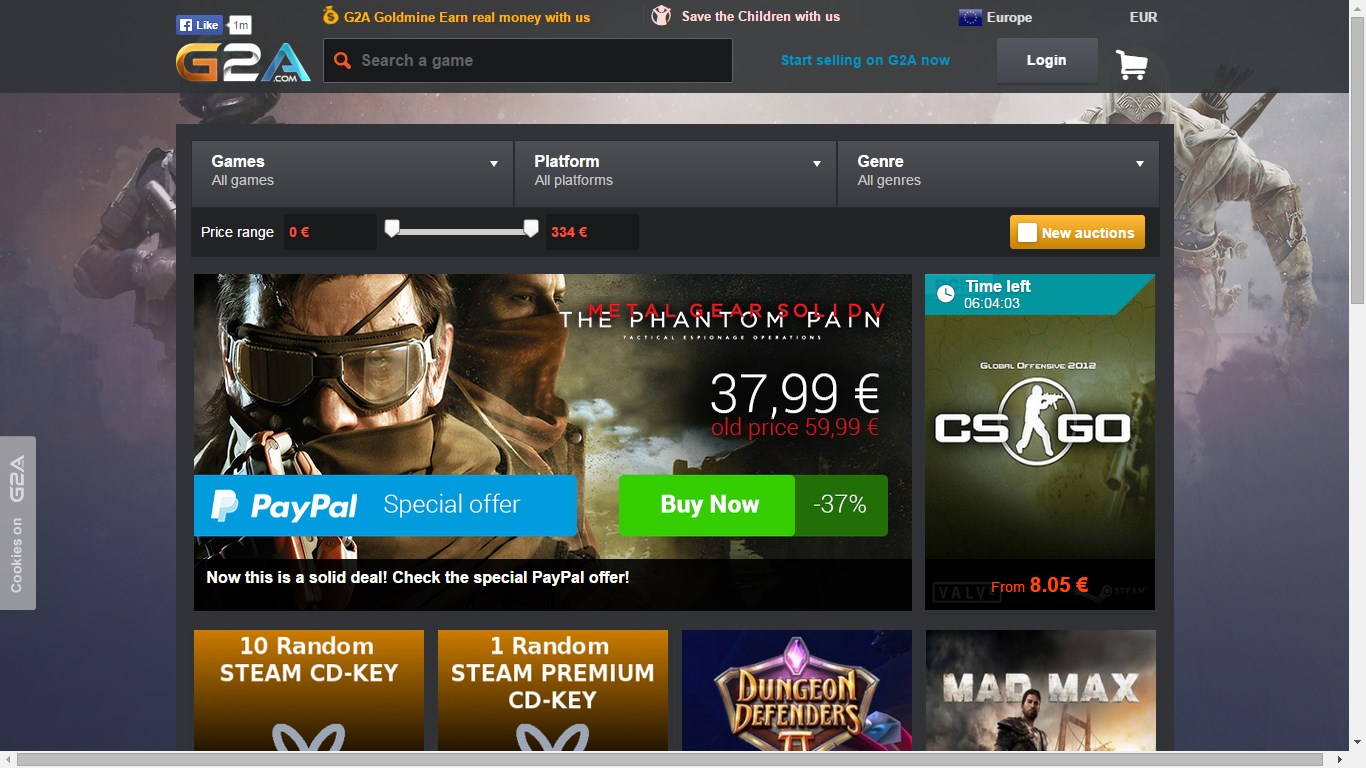 Like
1m
G2A Goldmine Earn real money with us
Save the Children with us
Europe
EUR
G2A.COM
Search a game
Start selling on G2A now
Login
Games
All games
Platform
All platforms
Genre
All genres
Price range
0 €
334 €
New auctions
METAL GEAR SOLID V
THE PHANTOM PAIN
TACTICAL ESPIONAGE OPERATIONS
37,99 €
old price 59,99 €
PayPal
Special offer
Buy Now
-37%
Now this is a solid deal! Check the special PayPal offer!
Time left
06:04:03
GLOBAL OFFENSIVE 2012
CS GO
From 8.05 €
VALVE
STEAM
Cookies on G2A
10 Random
STEAM CD-KEY
1 Random
STEAM PREMIUM
CD-KEY
DUNGEON
DEFENDERS
II
MAD MAX